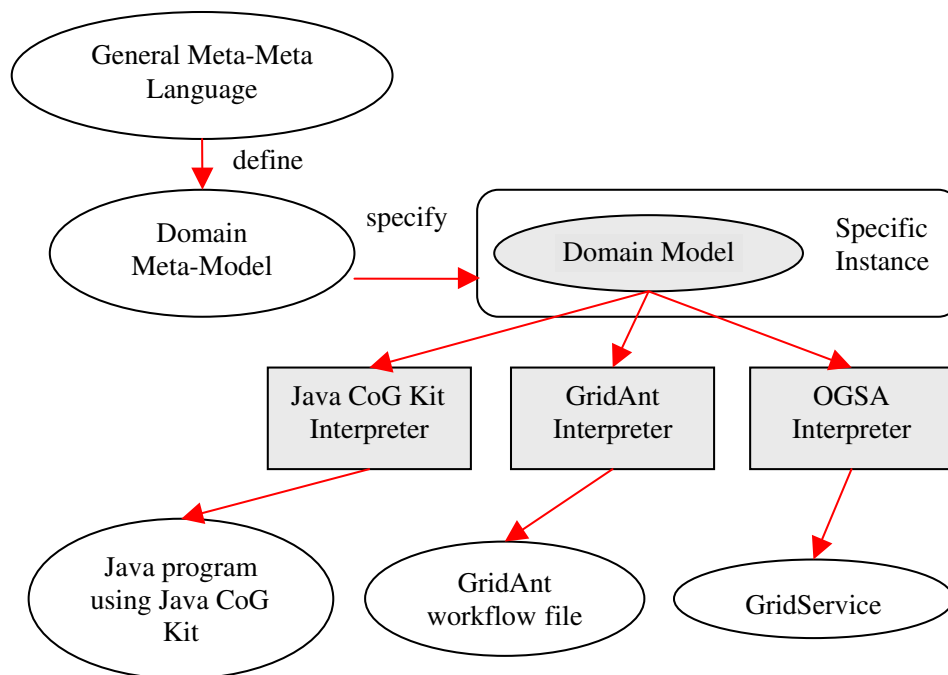 General Meta-Meta
Language
define
Domain
Meta-Model
specify
Domain Model
Specific
Instance
Java CoG Kit
Interpreter
GridAnt
Interpreter
OGSA
Interpreter
Java program
using Java CoG
Kit
GridAnt
workflow file
GridService